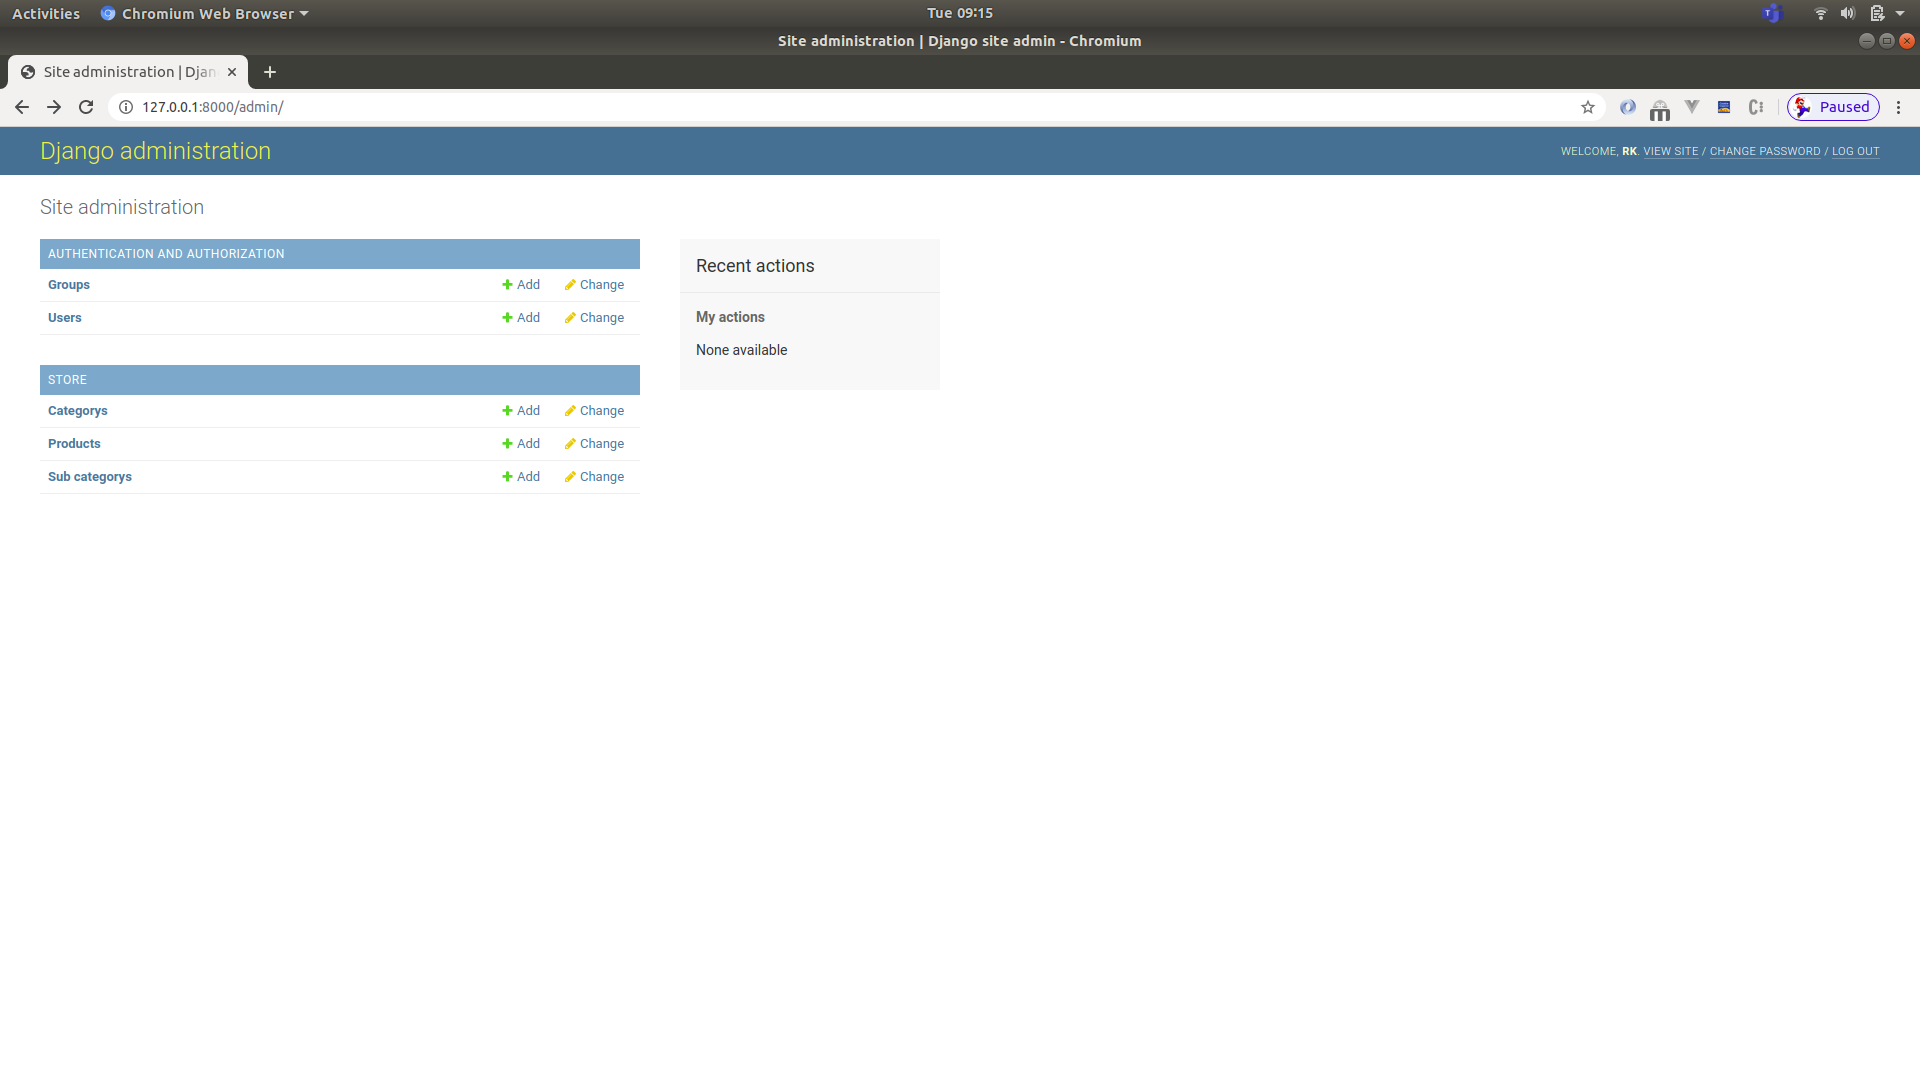 Activities Chromium Web Browser Tue 09:15
Site administration | Django site admin - Chromium
Site administration | Djan
127.0.0.1:8000/admin/ Paused
Django administration WELCOME, RK. VIEW SITE / CHANGE PASSWORD / LOG OUT
Site administration
AUTHENTICATION AND AUTHORIZATION
Groups Add Change
Users Add Change
STORE
Categorys Add Change
Products Add Change
Sub categorys Add Change
Recent actions
My actions
None available